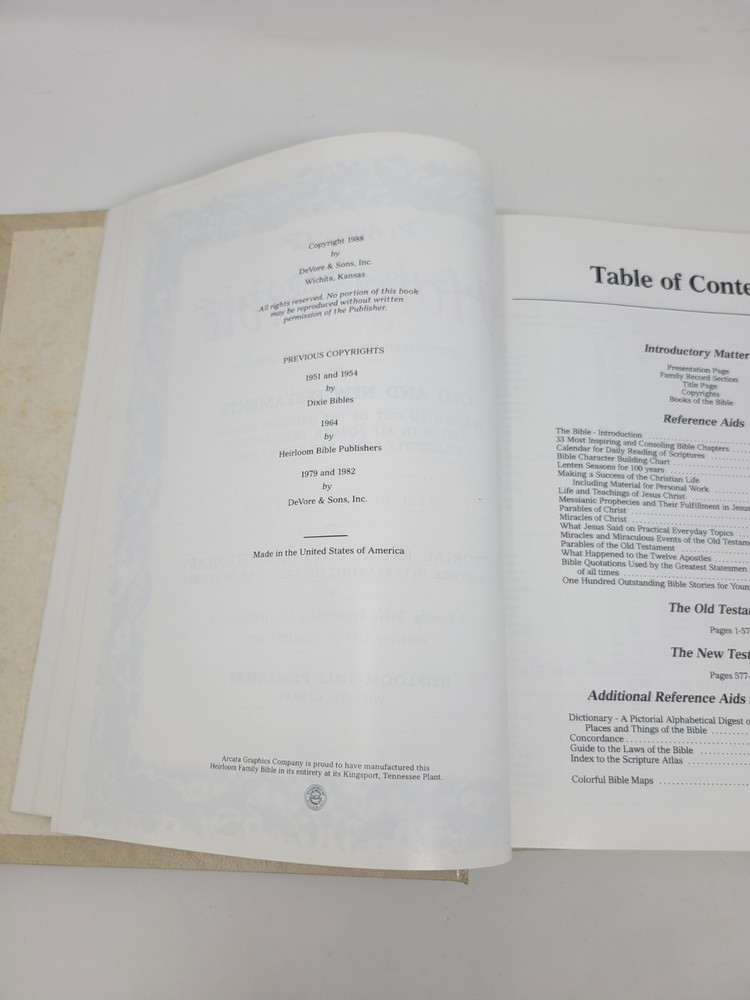 Copyright 1988
by
DeVore & Sons, Inc.
Wichita, Kansas
All rights reserved. No portion of this book
may be reproduced without written
permission of the Publisher.
PREVIOUS COPYRIGHTS
1951 and 1954
by
Dixie Bibles
1964
by
Heirloom Bible Publishers
1979 and 1982
by
DeVore & Sons, Inc.
Made in the United States of America
Arcata Graphics Company is proud to have manufactured this
Heirloom Family Bible in its entirety at its Kingsport, Tennessee Plant.
Table of Conte
Introductory Matter
Presentation Page
Family Record Section
Title Page
Copyrights
Books of the Bible
Reference Aids
The Bible - Introduction
33 Most Inspiring and Consoling Bible Chapters
Calendar for Daily Reading of Scriptures
Bible Character Building Chart
Lenten Seasons for 100 years
Making a Success of the Christian Life
Including Material for Personal Work
Life and Teachings of Jesus Christ
Messianic Prophecies and Their Fulfillment in Jesus
Parables of Christ
Miracles of Christ
What Jesus Said on Practical Everyday Topics
Miracles and Miraculous Events of the Old Testam
Parables of the Old Testament
What Happened to the Twelve Apostles
Bible Quotations Used by the Greatest Statesmen
of all times
One Hundred Outstanding Bible Stories for Youn
The Old Testa
Pages 1-57
The New Test
Pages 577-
Additional Reference Aids
Dictionary - A Pictorial Alphabetical Digest o
Places and Things of the Bible
Concordance
Guide to the Laws of the Bible
Index to the Scripture Atlas
Colorful Bible Maps